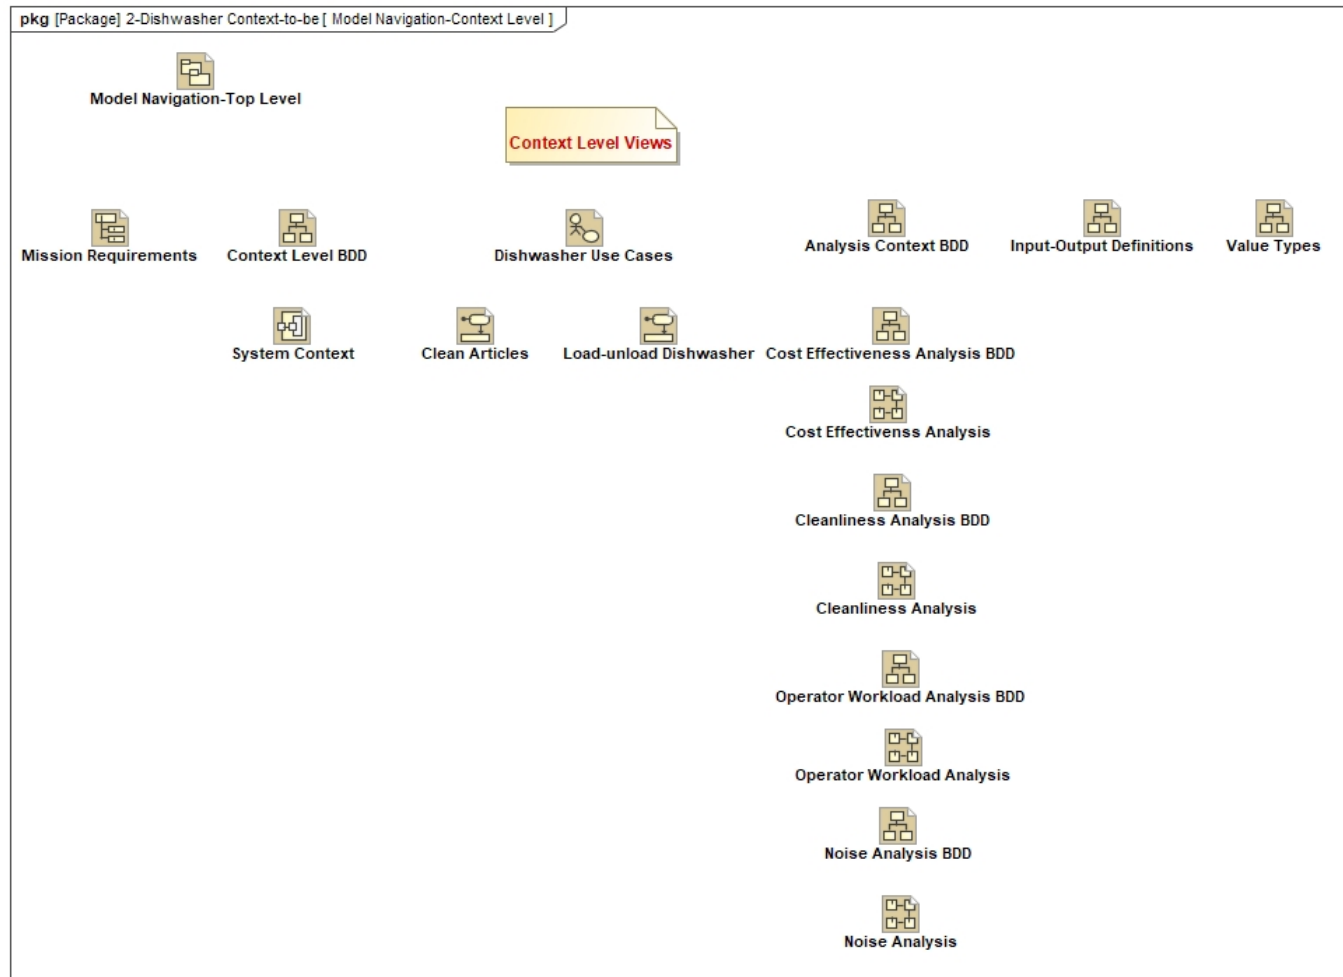 pkg [Package] 2-Dishwasher Context-to-be [ Model Navigation-Context Level ]
Model Navigation-Top Level
Context Level Views
Mission Requirements
Context Level BDD
Dishwasher Use Cases
Analysis Context BDD
Input-Output Definitions
Value Types
System Context
Clean Articles
Load-unload Dishwasher
Cost Effectiveness Analysis BDD
Cost Effectivenss Analysis
Cleanliness Analysis BDD
Cleanliness Analysis
Operator Workload Analysis BDD
Operator Workload Analysis
Noise Analysis BDD
Noise Analysis